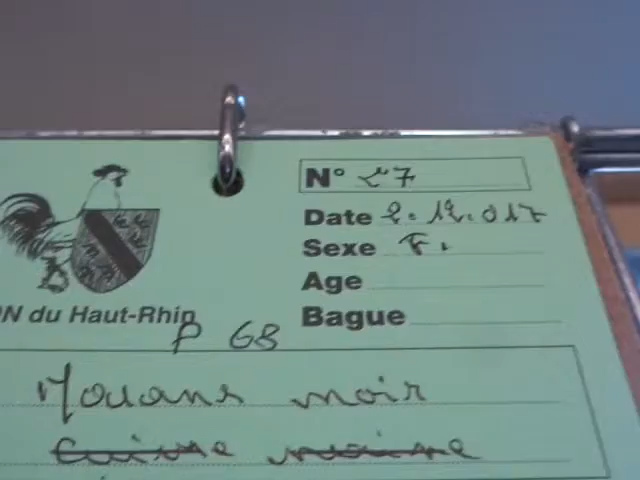 N° 27
Date 2.12.017
Sexe F.
Age
Bague
N du Haut-Rhin
P 68
Mouans noir